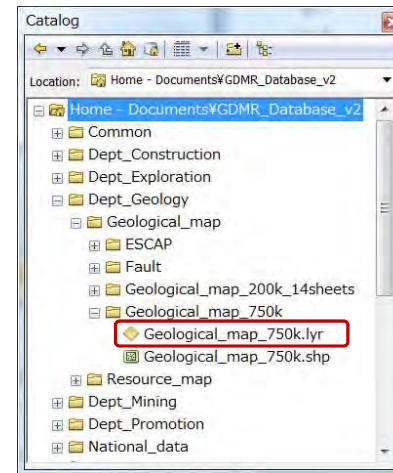 Catalog
Location: Home - Documents¥GDMR_Database_v2
Home - Documents¥GDMR_Database_v2
Common
Dept_Construction
Dept_Exploration
Dept_Geology
Geological_map
ESCAP
Fault
Geological_map_200k_14sheets
Geological_map_750k
Geological_map_750k.lyr
Geological_map_750k.shp
Resource_map
Dept_Mining
Dept_Promotion
National_data